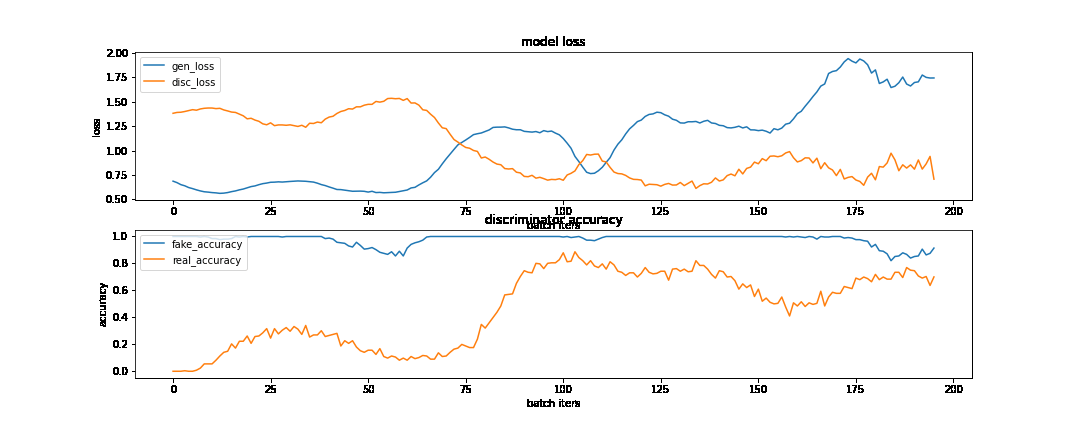 model loss
2.00
1.75
1.50
1.25
1.00
0.75
0.50
loss
gen_loss
disc_loss
0 25 50 75 100 125 150 175 200
batch iters
discriminator accuracy
1.0
0.8
0.6
0.4
0.2
0.0
accuracy
fake_accuracy
real_accuracy
0 25 50 75 100 125 150 175 200
batch iters